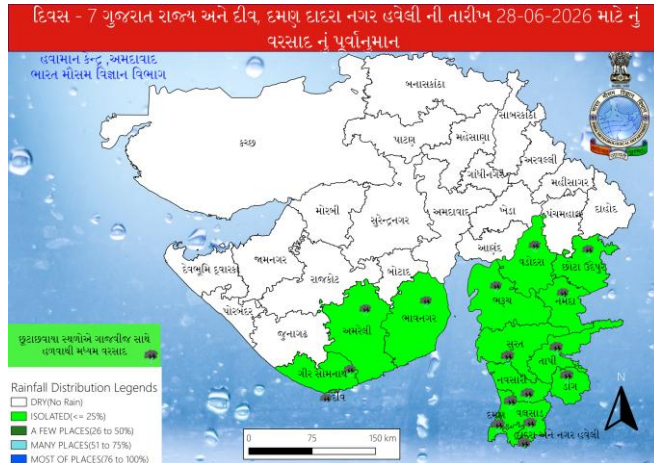 દિવસ - 7 ગુજરાત રાજ્ય અને દીવ, દમણ દાદરા નગર હવેલી ની તારીખ 28-06-2026 માટે નું
વરસાદ નું પૂર્વાનુમાન
હવામાન કેન્દ્ર ,અમદાવાદ
ભારત મૌસમ વિજ્ઞાન વિભાગ
બનાસકાંઠા
સાબરકાંઠા
પાટણ
મહેસાણા
કચ્છ
અરવલ્લી
ગાંધીનગર
મહીસાગર
મોરબી
સુરેન્દ્રનગર
અમદાવાદ
ખેડા
પંચમહાલ
દાહોદ
આણંદ
દેવભૂમિ દ્વારકા
જામનગર
રાજકોટ
બોટાદ
વડોદરા
છોટા ઉદેપુર
પોરબંદર
જુનાગઢ
અમરેલી
ભાવનગર
ભરૂચ
નર્મદા
છૂટાછવાયા સ્થળોએ ગાજવીજ સાથે
હળવાથી મધ્યમ વરસાદ
ગીર સોમનાથ
દીવ
સુરત
તાપી
નવસારી
ડાંગ
દમણ
વલસાડ
દાદરા અને નગર હવેલી
Rainfall Distribution Legends
DRY(No Rain)
ISOLATED(<= 25%)
A FEW PLACES(26 to 50%)
MANY PLACES(51 to 75%)
MOST OF PLACES(76 to 100%)
N
0 75 150 km